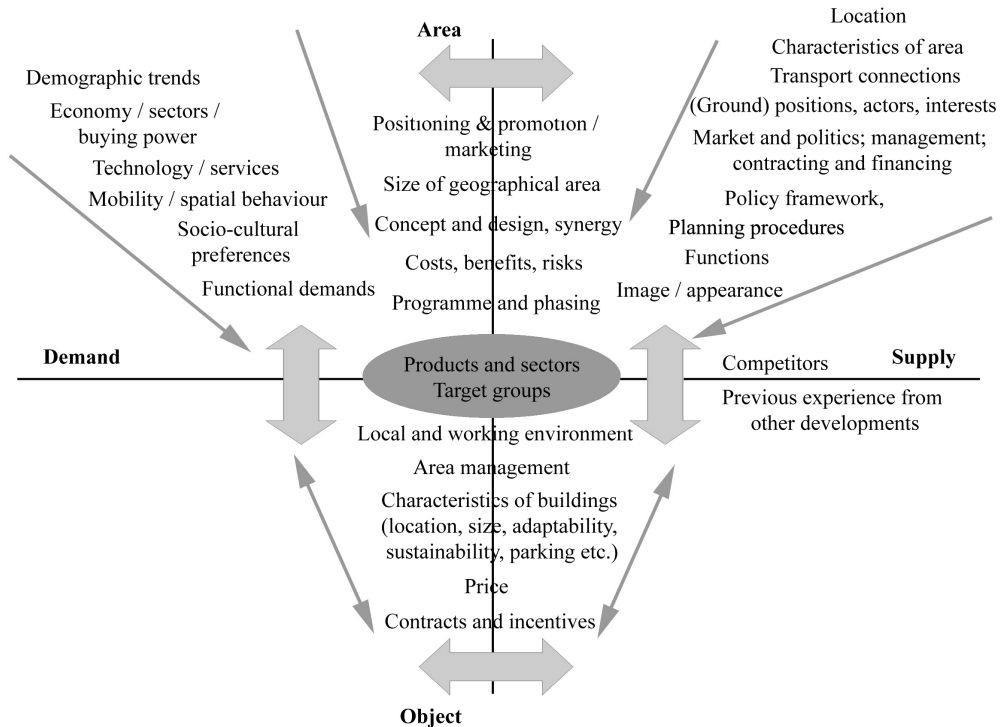 Area
Demographic trends
Economy / sectors /
buying power
Technology / services
Mobility / spatial behaviour
Socio-cultural
preferences
Functional demands
Positioning & promotion /
marketing
Size of geographical area
Concept and design, synergy
Costs, benefits, risks
Programme and phasing
Location
Characteristics of area
Transport connections
(Ground) positions, actors, interests
Market and politics; management;
contracting and financing
Policy framework,
Planning procedures
Functions
Image / appearance
Demand
Products and sectors
Target groups
Competitors
Supply
Previous experience from
other developments
Local and working environment
Area management
Characteristics of buildings
(location, size, adaptability,
sustainability, parking etc.)
Price
Contracts and incentives
Object